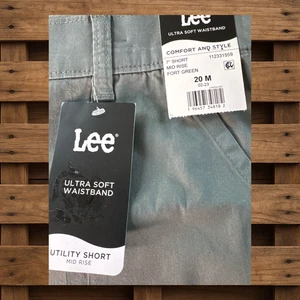 Lee
ULTRA SOFT WAISTBAND
COMFORT AND STYLE
7" SHORT
MID RISE
FORT GREEN
112331959
20 M
Lee
ULTRA SOFT
WAISTBAND
UTILITY SHORT
MID RISE